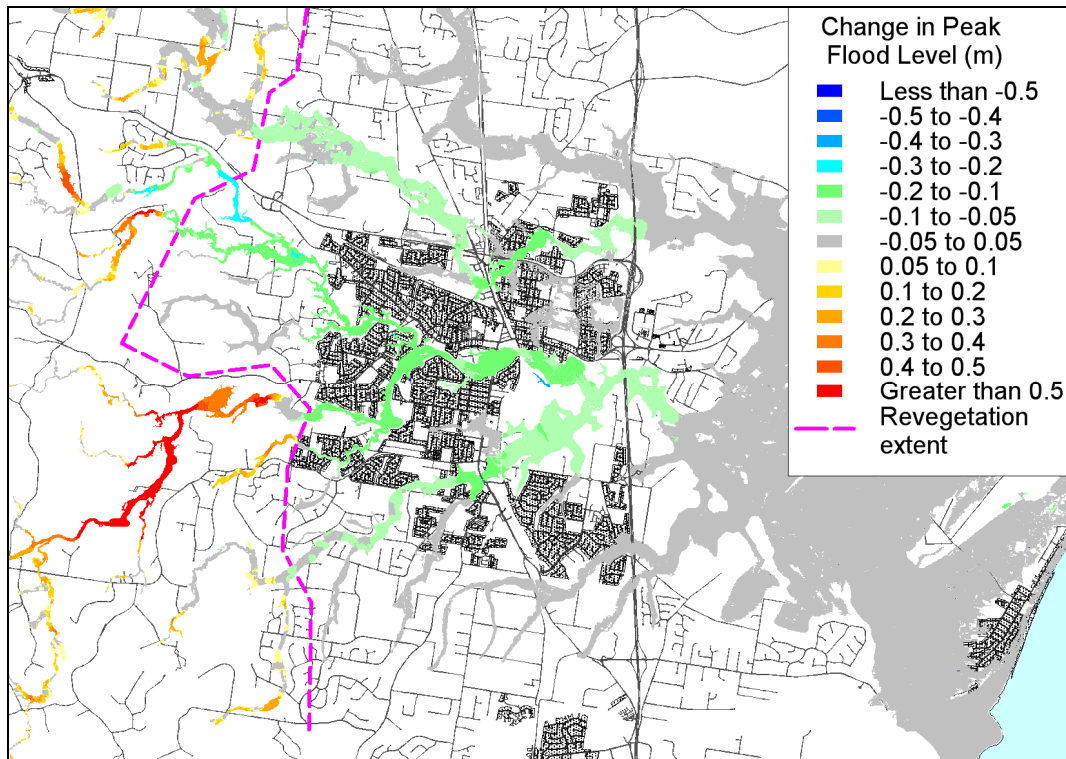 Change in Peak
Flood Level (m)
Less than -0.5
-0.5 to -0.4
-0.4 to -0.3
-0.3 to -0.2
-0.2 to -0.1
-0.1 to -0.05
-0.05 to 0.05
0.05 to 0.1
0.1 to 0.2
0.2 to 0.3
0.3 to 0.4
0.4 to 0.5
Greater than 0.5
Revegetation
extent